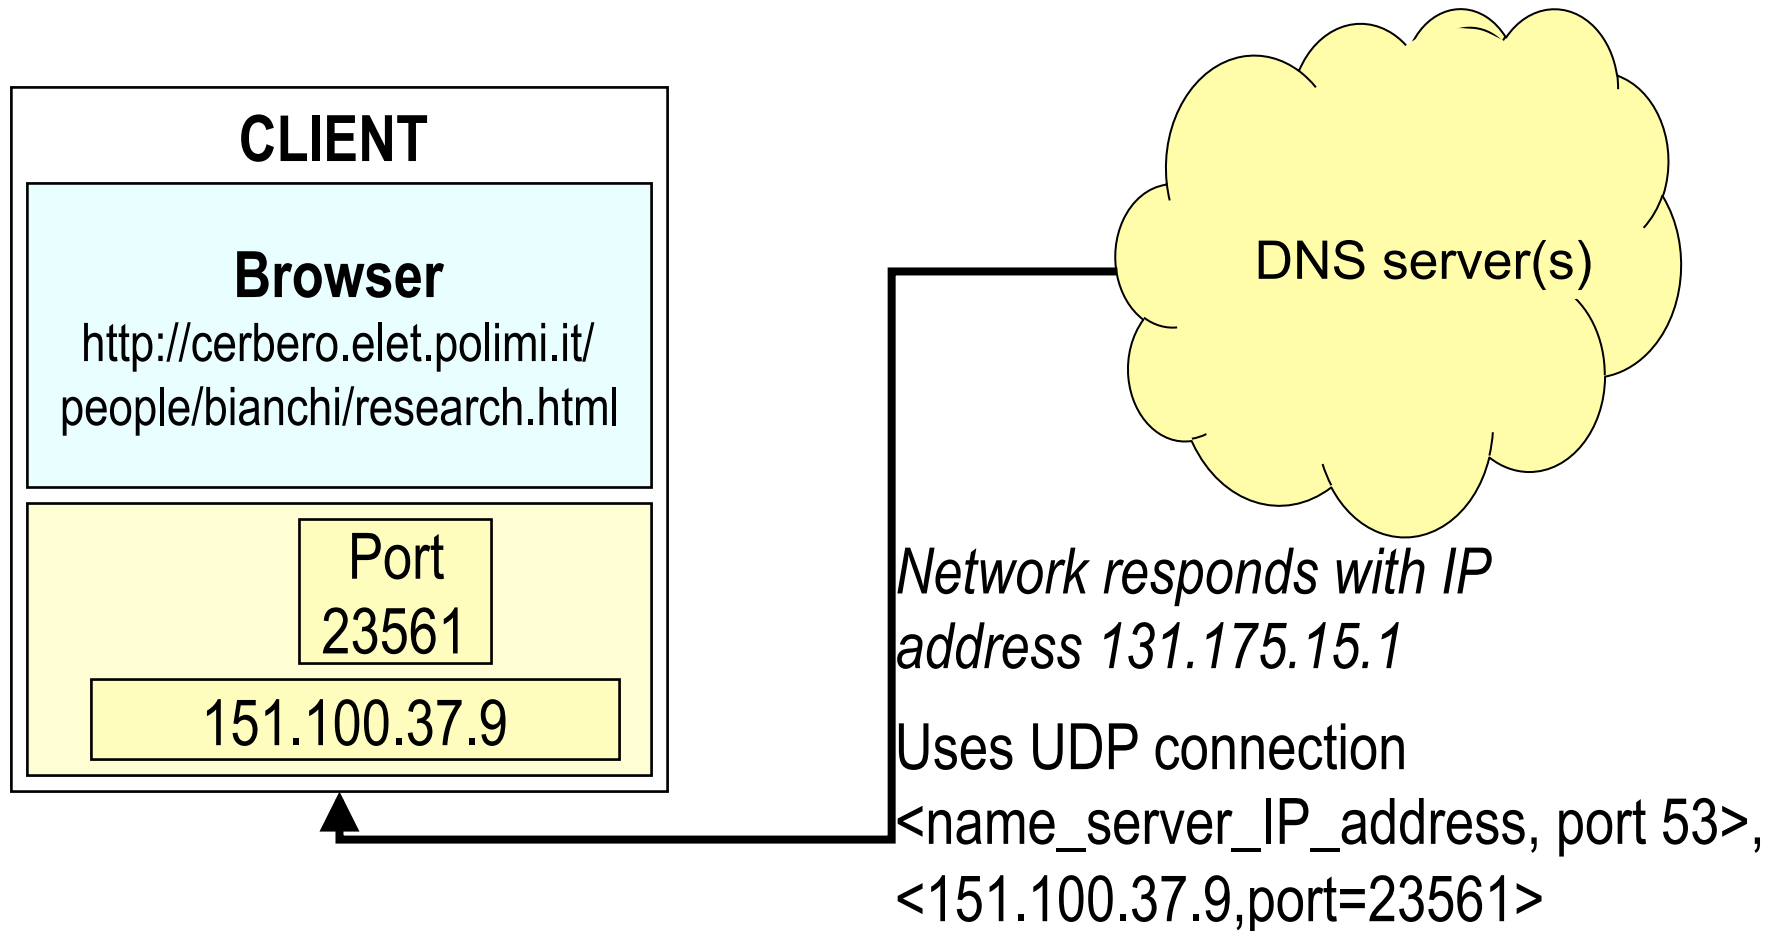 CLIENT
Browser
http://cerbero.elet.polimi.it/
people/bianchi/research.html
Port
23561
151.100.37.9
DNS server(s)
Network responds with IP
address 131.175.15.1
Uses UDP connection
<name_server_IP_address, port 53>,
<151.100.37.9,port=23561>